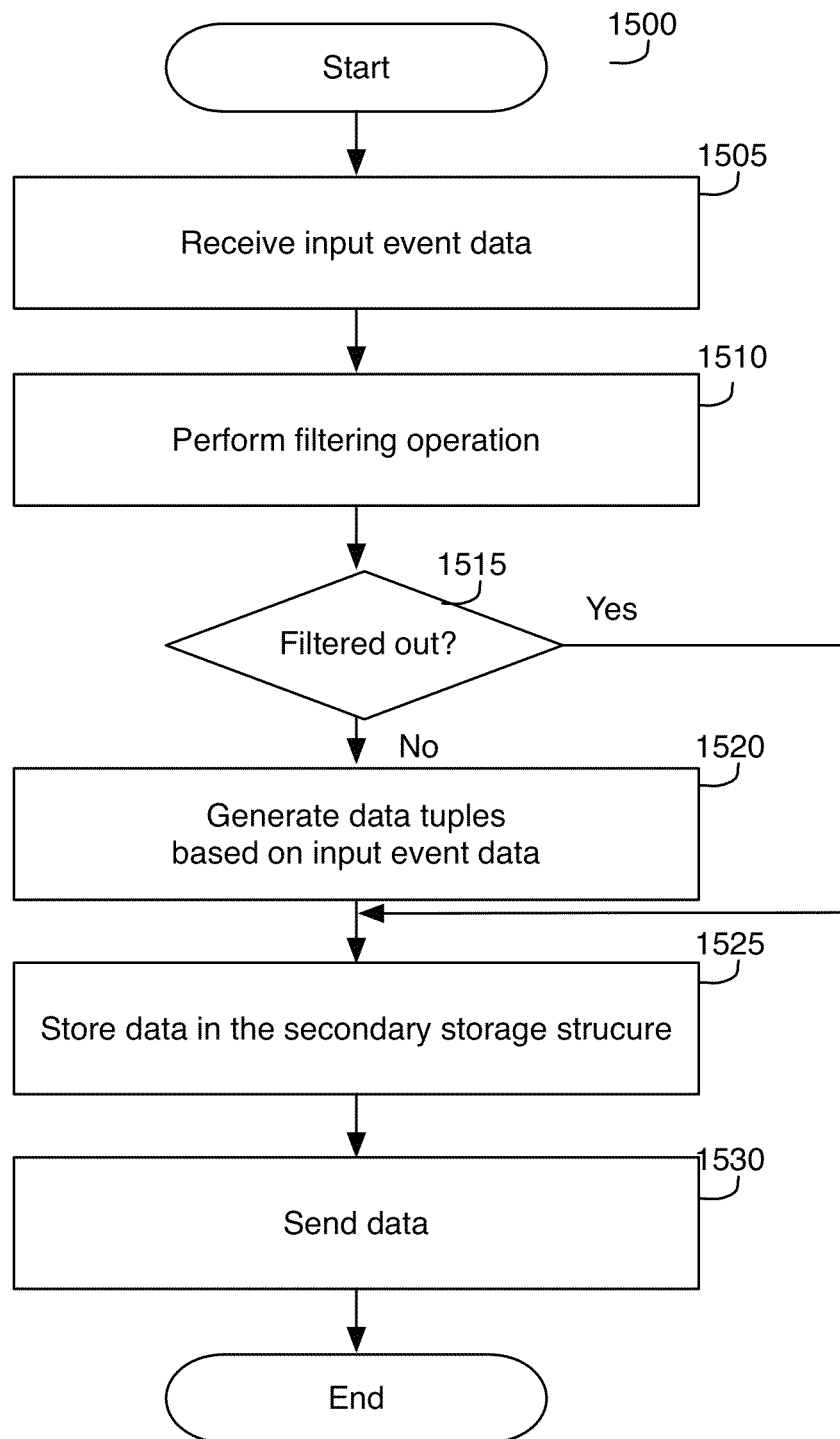 Start
1500
1505
Receive input event data
1510
Perform filtering operation
1515
Filtered out?
Yes
No
1520
Generate data tuples
based on input event data
1525
Store data in the secondary storage strucure
1530
Send data
End